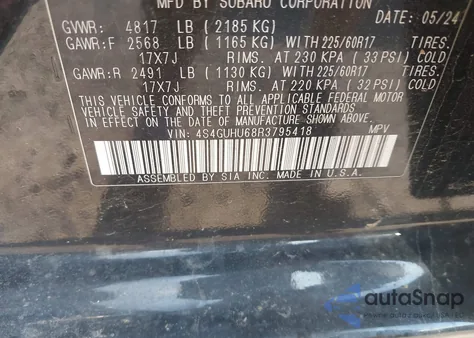 MFD BY SUBARU CORPORATION
DATE: 05/24
GVWR: 4817 LB (2185 KG)
GAWR:F 2568 LB (1165 KG) WITH 225/60R17 TIRES.
17X7J RIMS. AT 230 KPA (33 PSI) COLD
GAWR:R 2491 LB (1130 KG) WITH 225/60R17 TIRES.
17X7J RIMS. AT 220 KPA (32 PSI) COLD
THIS VEHICLE CONFORMS TO ALL APPLICABLE FEDERAL MOTOR VEHICLE
SAFETY AND THEFT PREVENTION STANDARDS IN EFFECT
ON THE DATE OF MANUFACTURE SHOWN ABOVE.
VIN: 4S4GUHU68R3795418 MPV
ASSEMBLED BY SIA INC. MADE IN U.S.A.
autoSnap